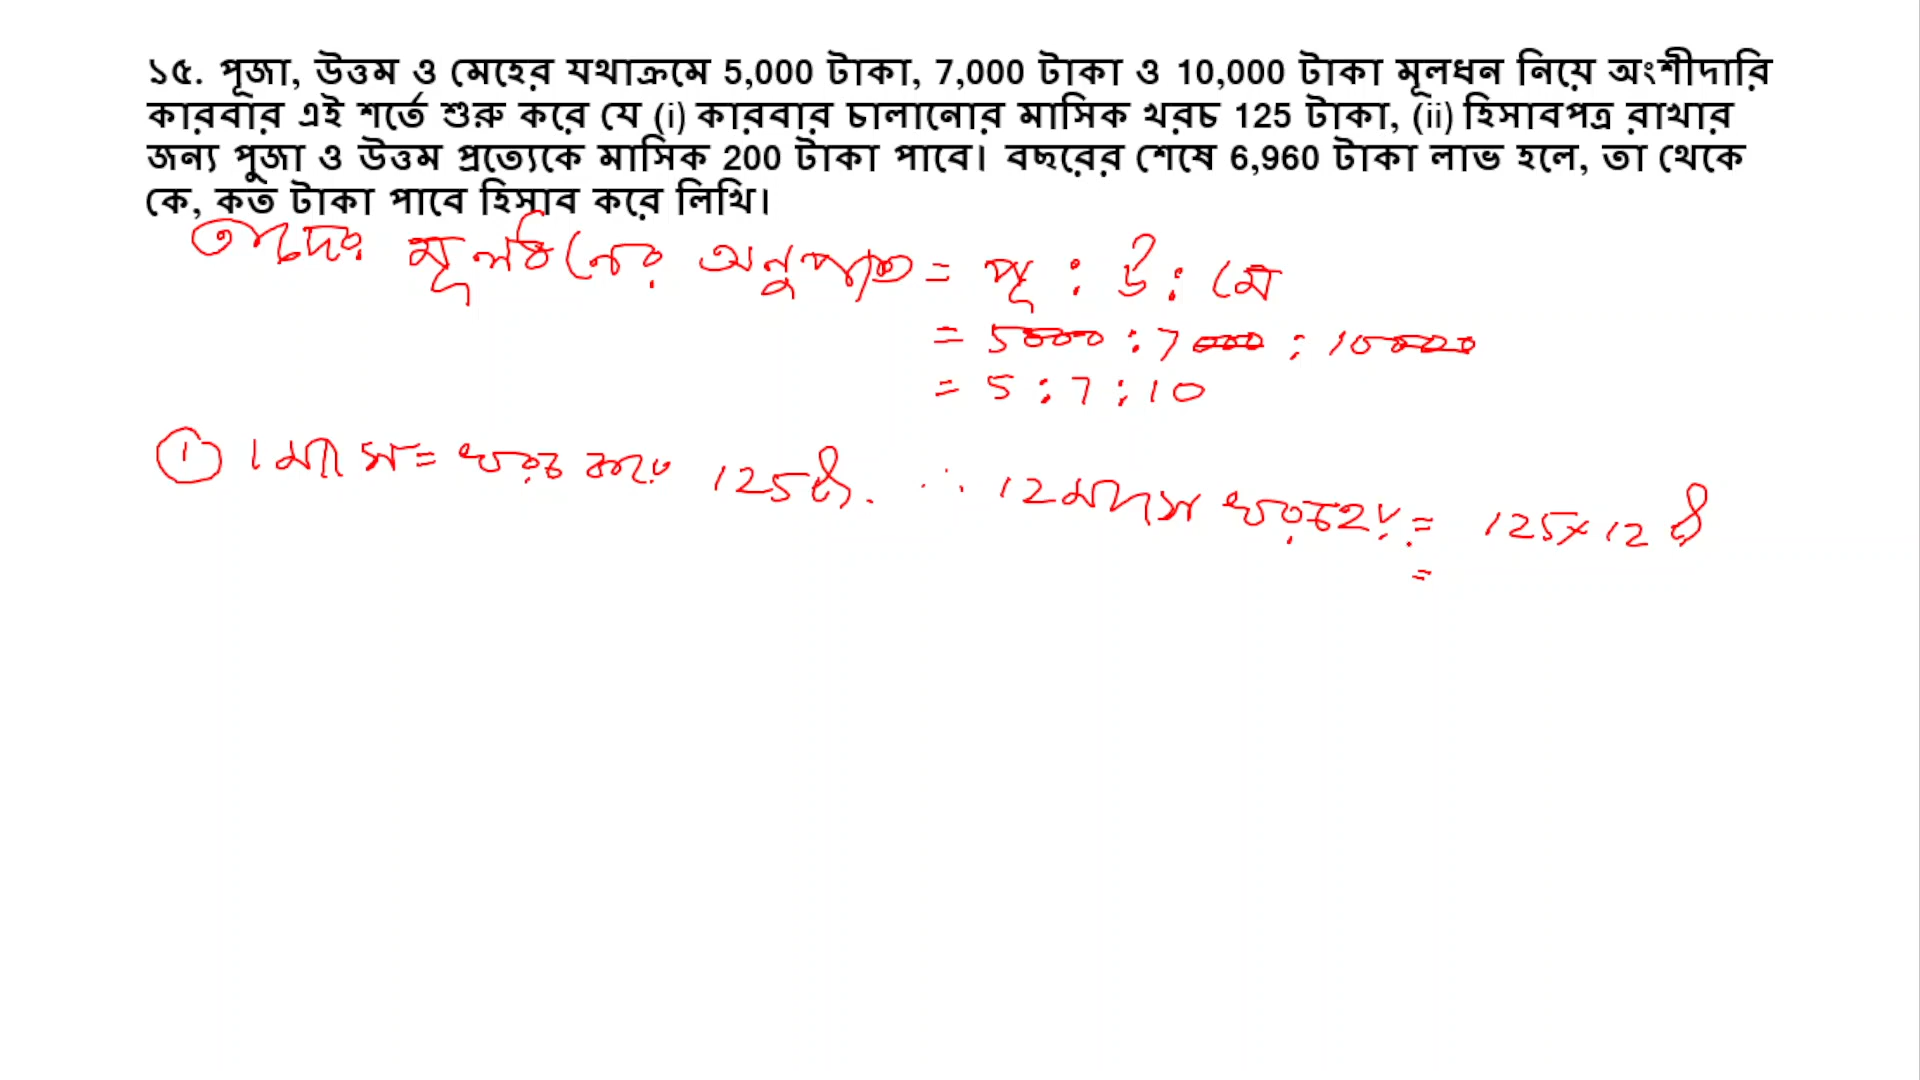 ১৫. পূজা, উত্তম ও মেহের যথাক্রমে 5,000 টাকা, 7,000 টাকা ও 10,000 টাকা মূলধন নিয়ে অংশীদারি
কারবার এই শর্তে শুরু করে যে (i) কারবার চালানোর মাসিক খরচ 125 টাকা, (ii) হিসাবপত্র রাখার
জন্য পুজা ও উত্তম প্রত্যেকে মাসিক 200 টাকা পাবে। বছরের শেষে 6,960 টাকা লাভ হলে, তা থেকে
কে, কত টাকা পাবে হিসাব করে লিখি।
তাদের মূলধনের অনুপাত = পূ : উ : মে
= 5000 : 7000 : 10000
= 5 : 7 : 10
① 1 মাস = খরচ করে 125 টা. ∴ 12 মাস খরচ হয় = 125 × 12 টা
=